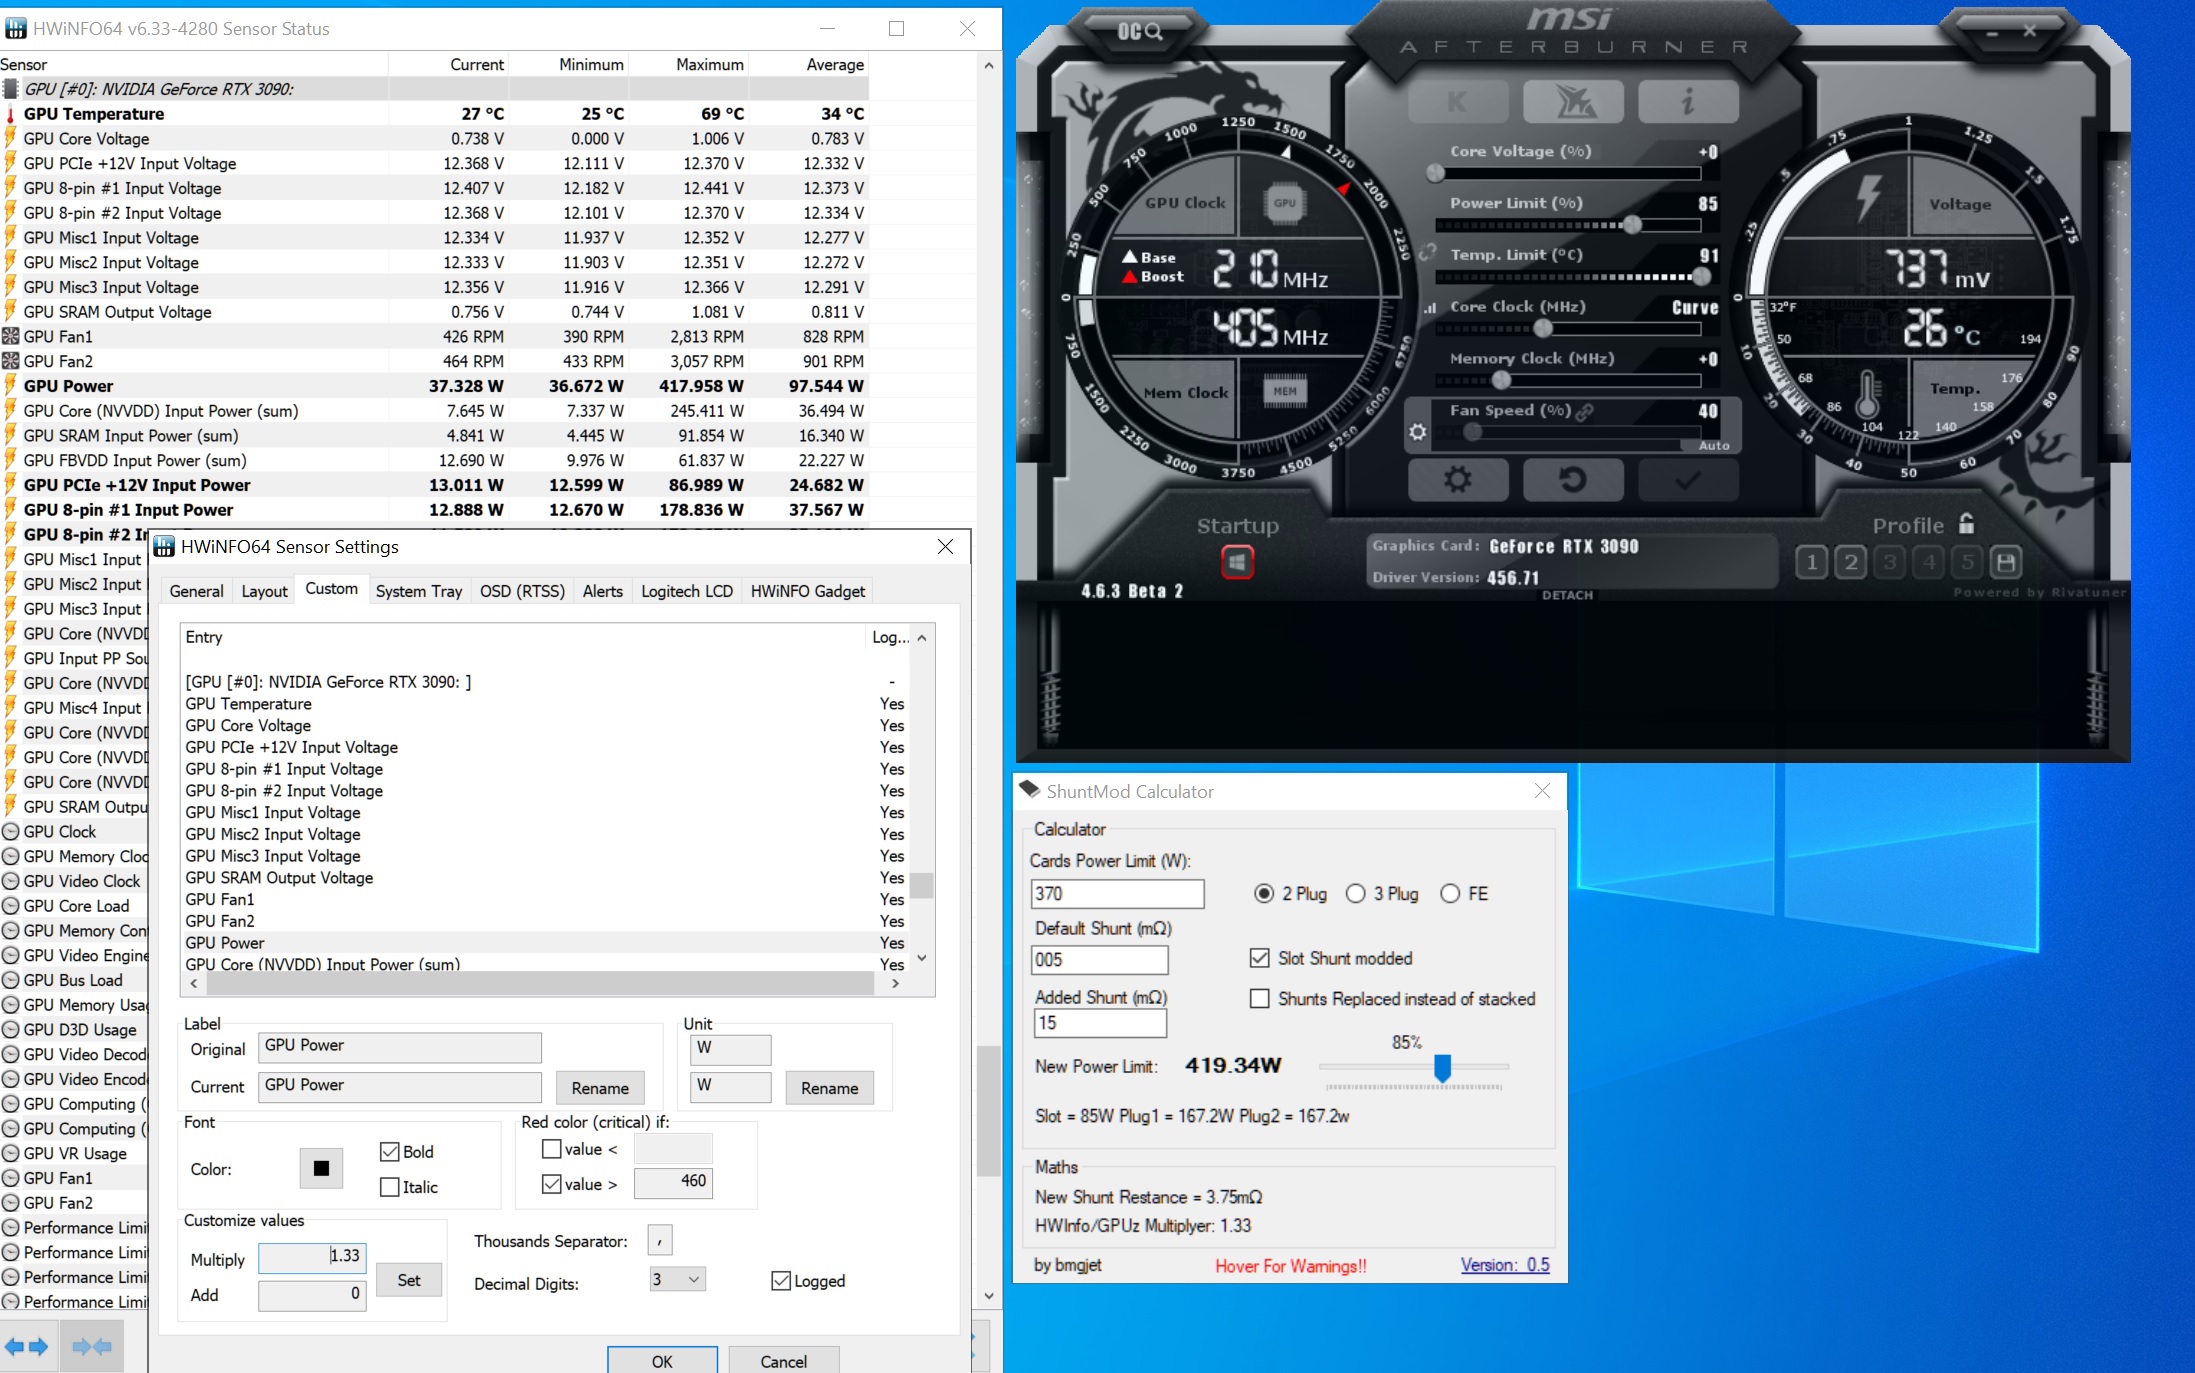 HWiNFO64 v6.33-4280 Sensor Status
Sensor Current Minimum Maximum Average
GPU [#0]: NVIDIA GeForce RTX 3090:
GPU Temperature 27 °C 25 °C 69 °C 34 °C
GPU Core Voltage 0.738 V 0.000 V 1.006 V 0.783 V
GPU PCIe +12V Input Voltage 12.368 V 12.111 V 12.370 V 12.332 V
GPU 8-pin #1 Input Voltage 12.407 V 12.182 V 12.441 V 12.373 V
GPU 8-pin #2 Input Voltage 12.368 V 12.101 V 12.370 V 12.334 V
GPU Misc1 Input Voltage 12.334 V 11.937 V 12.352 V 12.277 V
GPU Misc2 Input Voltage 12.333 V 11.903 V 12.351 V 12.272 V
GPU Misc3 Input Voltage 12.356 V 11.916 V 12.366 V 12.291 V
GPU SRAM Output Voltage 0.756 V 0.744 V 1.081 V 0.811 V
GPU Fan1 426 RPM 390 RPM 2,813 RPM 828 RPM
GPU Fan2 464 RPM 433 RPM 3,057 RPM 901 RPM
GPU Power 37.328 W 36.672 W 417.958 W 97.544 W
GPU Core (NVVDD) Input Power (sum) 7.645 W 7.337 W 245.411 W 36.494 W
GPU SRAM Input Power (sum) 4.841 W 4.445 W 91.854 W 16.340 W
GPU FBVDD Input Power (sum) 12.690 W 9.976 W 61.837 W 22.227 W
GPU PCIe +12V Input Power 13.011 W 12.599 W 86.989 W 24.682 W
GPU 8-pin #1 Input Power 12.888 W 12.670 W 178.836 W 37.567 W
GPU 8-pin #2 In
GPU Misc1 Input
GPU Misc2 Input
GPU Misc3 Input
GPU Core (NVVDD
GPU Input PP Sou
GPU Core (NVVDD
GPU Misc4 Input
GPU Core (NVVDD
GPU Core (NVVDD
GPU Core (NVVDD
GPU SRAM Outpu
GPU Clock
GPU Memory Cloc
GPU Video Clock
GPU Core Load
GPU Memory Con
GPU Video Engine
GPU Bus Load
GPU Memory Usag
GPU D3D Usage
GPU Video Decod
GPU Video Encod
GPU Computing (
GPU Computing (
GPU VR Usage
GPU Fan1
GPU Fan2
Performance Limi
Performance Limi
Performance Limi
Performance Limi
HWiNFO64 Sensor Settings
General Layout Custom System Tray OSD (RTSS) Alerts Logitech LCD HWiNFO Gadget
Entry Log...
[GPU [#0]: NVIDIA GeForce RTX 3090: ] -
GPU Temperature Yes
GPU Core Voltage Yes
GPU PCIe +12V Input Voltage Yes
GPU 8-pin #1 Input Voltage Yes
GPU 8-pin #2 Input Voltage Yes
GPU Misc1 Input Voltage Yes
GPU Misc2 Input Voltage Yes
GPU Misc3 Input Voltage Yes
GPU SRAM Output Voltage Yes
GPU Fan1 Yes
GPU Fan2 Yes
GPU Power Yes
GPU Core (NVVDD) Input Power (sum) Yes
Label Unit
Original GPU Power W
Current GPU Power Rename W Rename
Font Red color (critical) if:
Color: Bold value <
Italic value > 460
Customize values
Multiply 1.33 Thousands Separator: ,
Set
Add 0 Decimal Digits: 3 Logged
OK Cancel
OC
msi
AFTERBURNER
K i
Core Voltage (%) +0
Power Limit (%) 85
Temp. Limit (°C) 91
Core Clock (MHz) Curve
Memory Clock (MHz) +0
Fan Speed (%) 40
Auto
0 250 500 750 1000 1250 1500 1750 2000 2250
GPU Clock GPU
Base
Boost
210 MHz
405 MHz
Mem Clock MEM
750 1500 2250 3000 3750 4500 5250 6000 6750
0 .25 .5 .75 1 1.25 1.5 1.75
Voltage
737 mV
26 °C
Temp.
32°F 50 68 86 104 122 140 158 176 194
10 20 30 40 50 60 70 80 90
Startup
Graphics Card: GeForce RTX 3090
Driver Version: 456.71
DETACH
4.6.3 Beta 2
Profile
1 2 3 4 5
Powered by Rivatuner
ShuntMod Calculator
Calculator
Cards Power Limit (W):
370 2 Plug 3 Plug FE
Default Shunt (mΩ)
005 Slot Shunt modded
Added Shunt (mΩ) Shunts Replaced instead of stacked
15
85%
New Power Limit: 419.34W
Slot = 85W Plug1 = 167.2W Plug2 = 167.2w
Maths
New Shunt Restance = 3.75mΩ
HWInfo/GPUz Multiplyer: 1.33
by bmgjet Hover For Warnings!! Version: 0.5